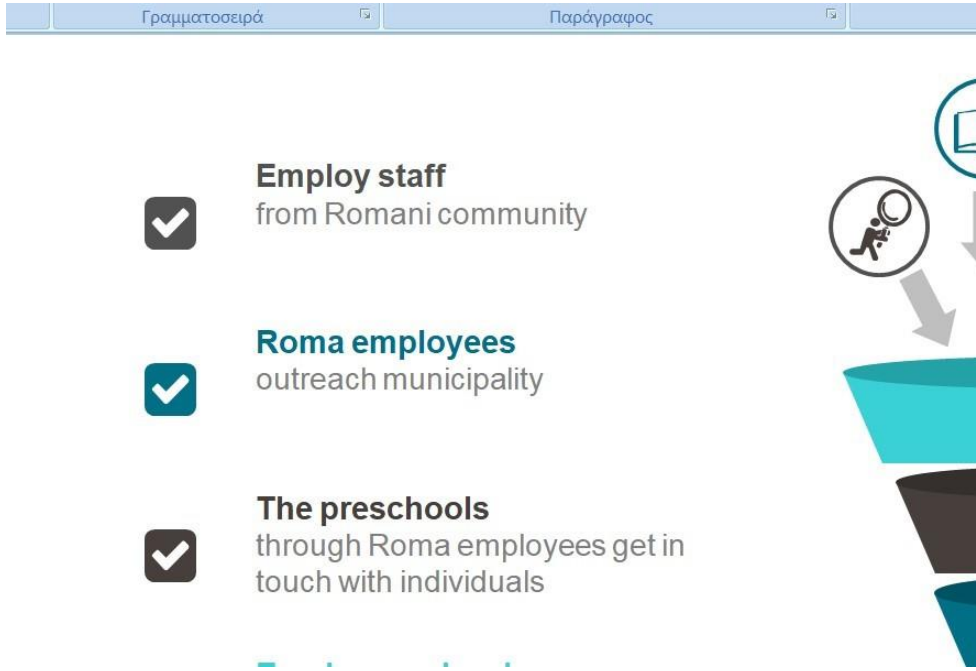 Γραμματοσειρά
Παράγραφος
Employ staff
from Romani community
Roma employees
outreach municipality
The preschools
through Roma employees get in
touch with individuals